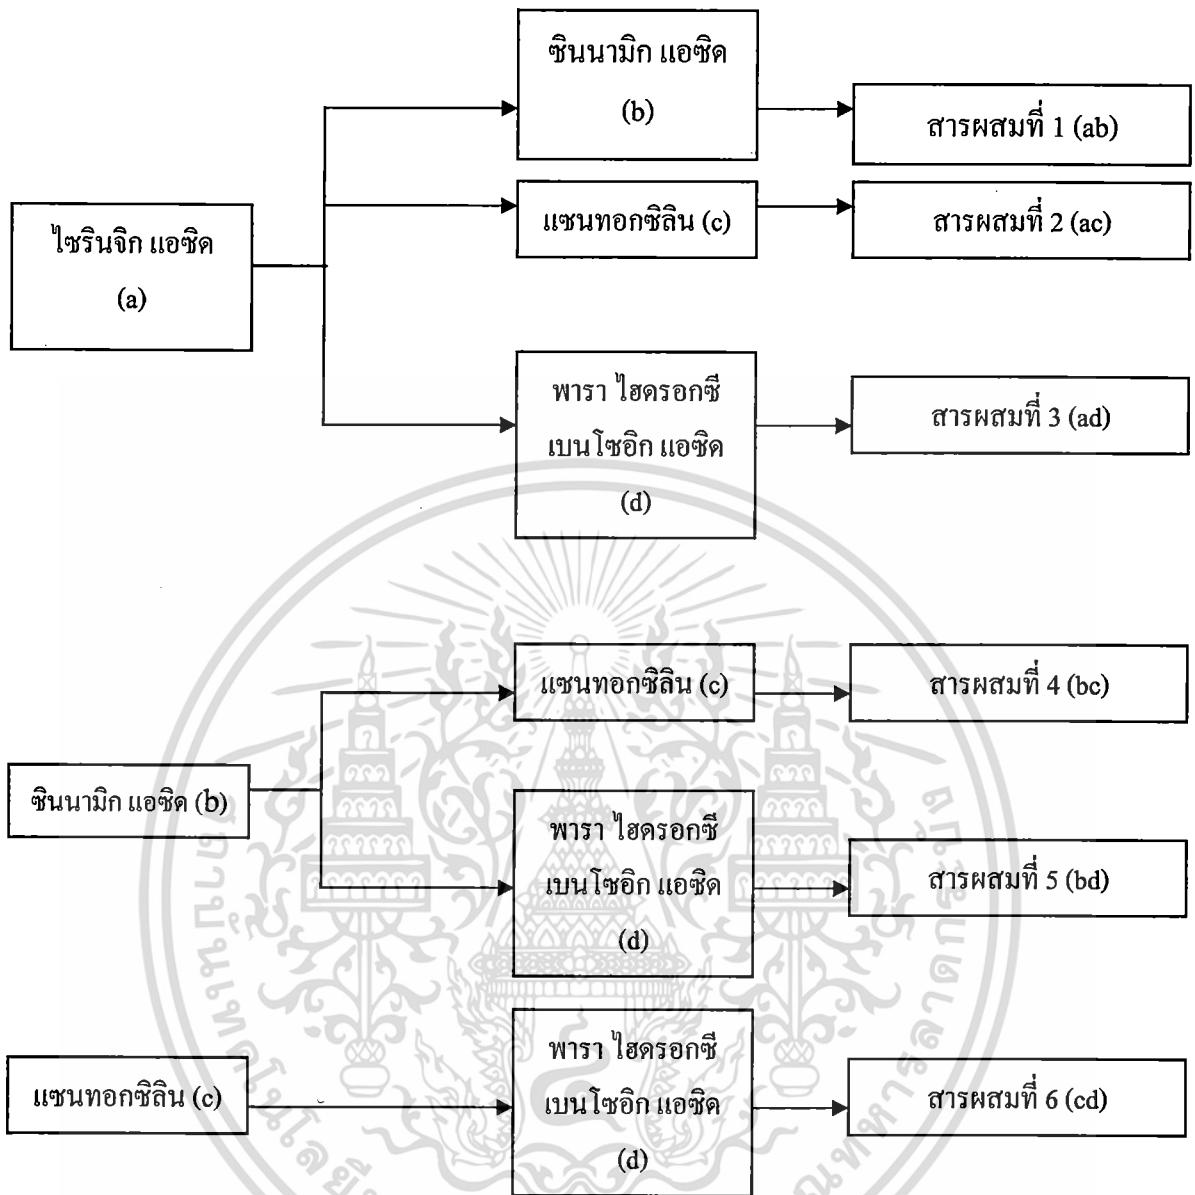 ซินนามิก แอซิด
(b)
สารผสมที่ 1 (ab)
แซนทอกซิลิน (c)
สารผสมที่ 2 (ac)
ไซรินจิก แอซิด
(a)
พารา ไฮดรอกซี
เบนโซอิก แอซิด
(d)
สารผสมที่ 3 (ad)
แซนทอกซิลิน (c)
สารผสมที่ 4 (bc)
ซินนามิก แอซิด (b)
พารา ไฮดรอกซี
เบนโซอิก แอซิด
(d)
สารผสมที่ 5 (bd)
แซนทอกซิลิน (c)
พารา ไฮดรอกซี
เบนโซอิก แอซิด
(d)
สารผสมที่ 6 (cd)